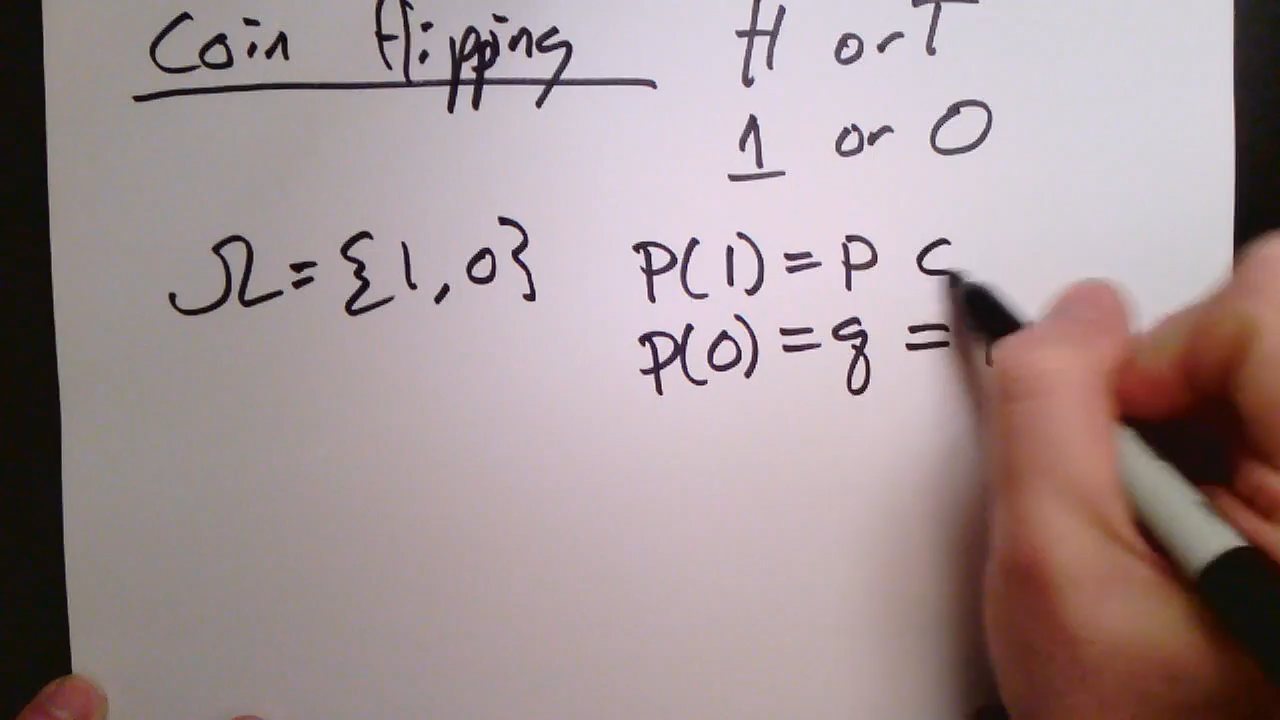 Coin flipping
H or T
1 or 0
Ω = {1, 0}
P(1) = p
P(0) = q =